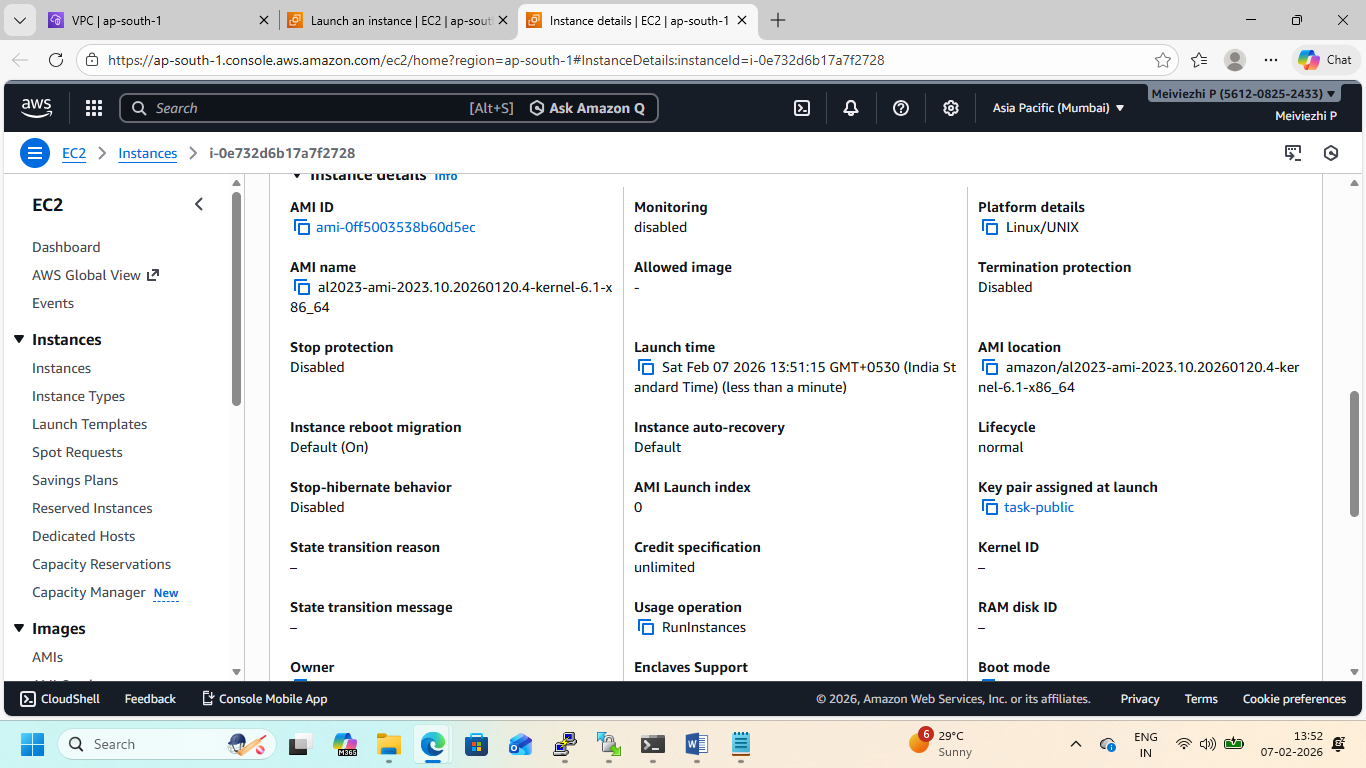 VPC | ap-south-1
Launch an instance | EC2 | ap-sout
Instance details | EC2 | ap-south-1
https://ap-south-1.console.aws.amazon.com/ec2/home?region=ap-south-1#InstanceDetails:instanceId=i-0e732d6b17a7f2728
Chat
aws
Search
[Alt+S]
Ask Amazon Q
Asia Pacific (Mumbai)
Meiviezhi P (5612-0825-2433)
Meiviezhi P
EC2
Instances
i-0e732d6b17a7f2728
EC2
Dashboard
AWS Global View
Events
Instances
Instances
Instance Types
Launch Templates
Spot Requests
Savings Plans
Reserved Instances
Dedicated Hosts
Capacity Reservations
Capacity Manager New
Images
AMIs
Instance details Info
AMI ID
ami-0ff5003538b60d5ec
Monitoring
disabled
Platform details
Linux/UNIX
AMI name
al2023-ami-2023.10.20260120.4-kernel-6.1-x
86_64
Allowed image
-
Termination protection
Disabled
Stop protection
Disabled
Launch time
Sat Feb 07 2026 13:51:15 GMT+0530 (India St
andard Time) (less than a minute)
AMI location
amazon/al2023-ami-2023.10.20260120.4-ker
nel-6.1-x86_64
Instance reboot migration
Default (On)
Instance auto-recovery
Default
Lifecycle
normal
Stop-hibernate behavior
Disabled
AMI Launch index
0
Key pair assigned at launch
task-public
State transition reason
–
Credit specification
unlimited
Kernel ID
–
State transition message
–
Usage operation
RunInstances
RAM disk ID
–
Owner
Enclaves Support
Boot mode
CloudShell
Feedback
Console Mobile App
© 2026, Amazon Web Services, Inc. or its affiliates.
Privacy
Terms
Cookie preferences
Search
M365
6
29°C
Sunny
ENG
IN
13:52
07-02-2026